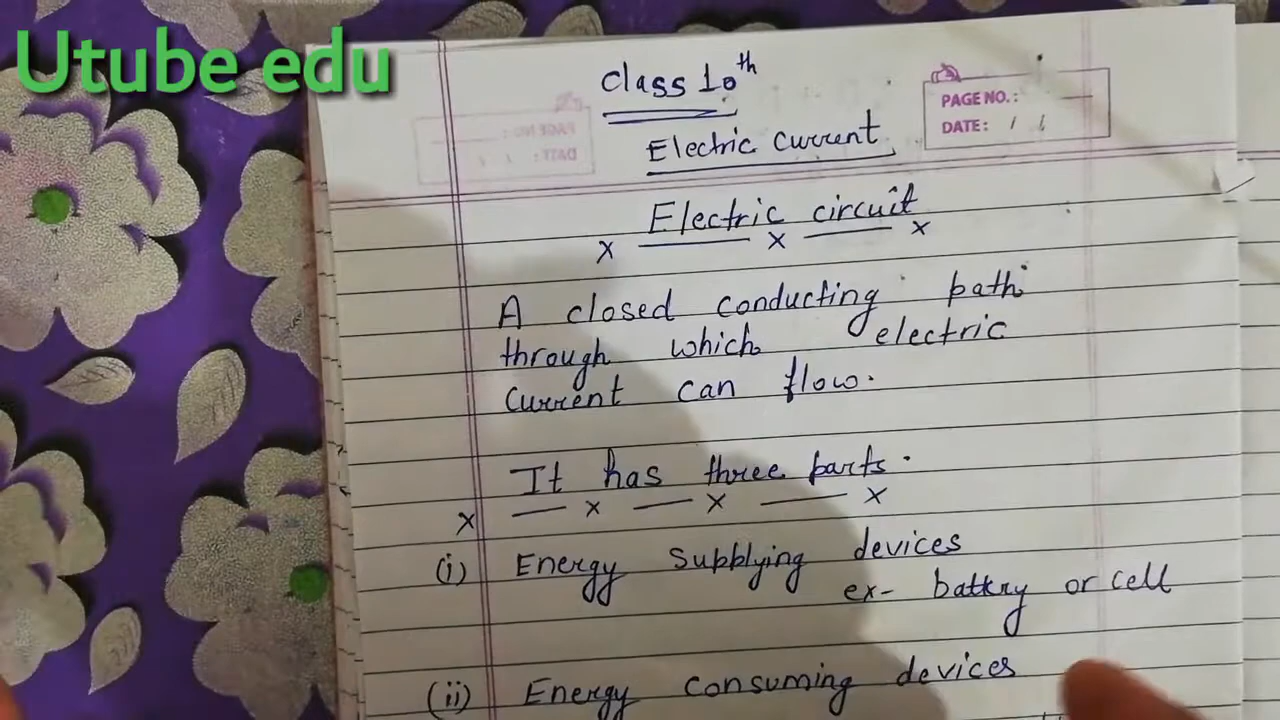 Utube edu
Class 10th
PAGE NO.:
DATE: / /
Electric Current
Electric circuit
x x x
A closed conducting path
through which electric
current can flow.
It has three parts.
x x x x
(i) Energy Supplying devices
ex- battery or cell
(ii) Energy consuming devices